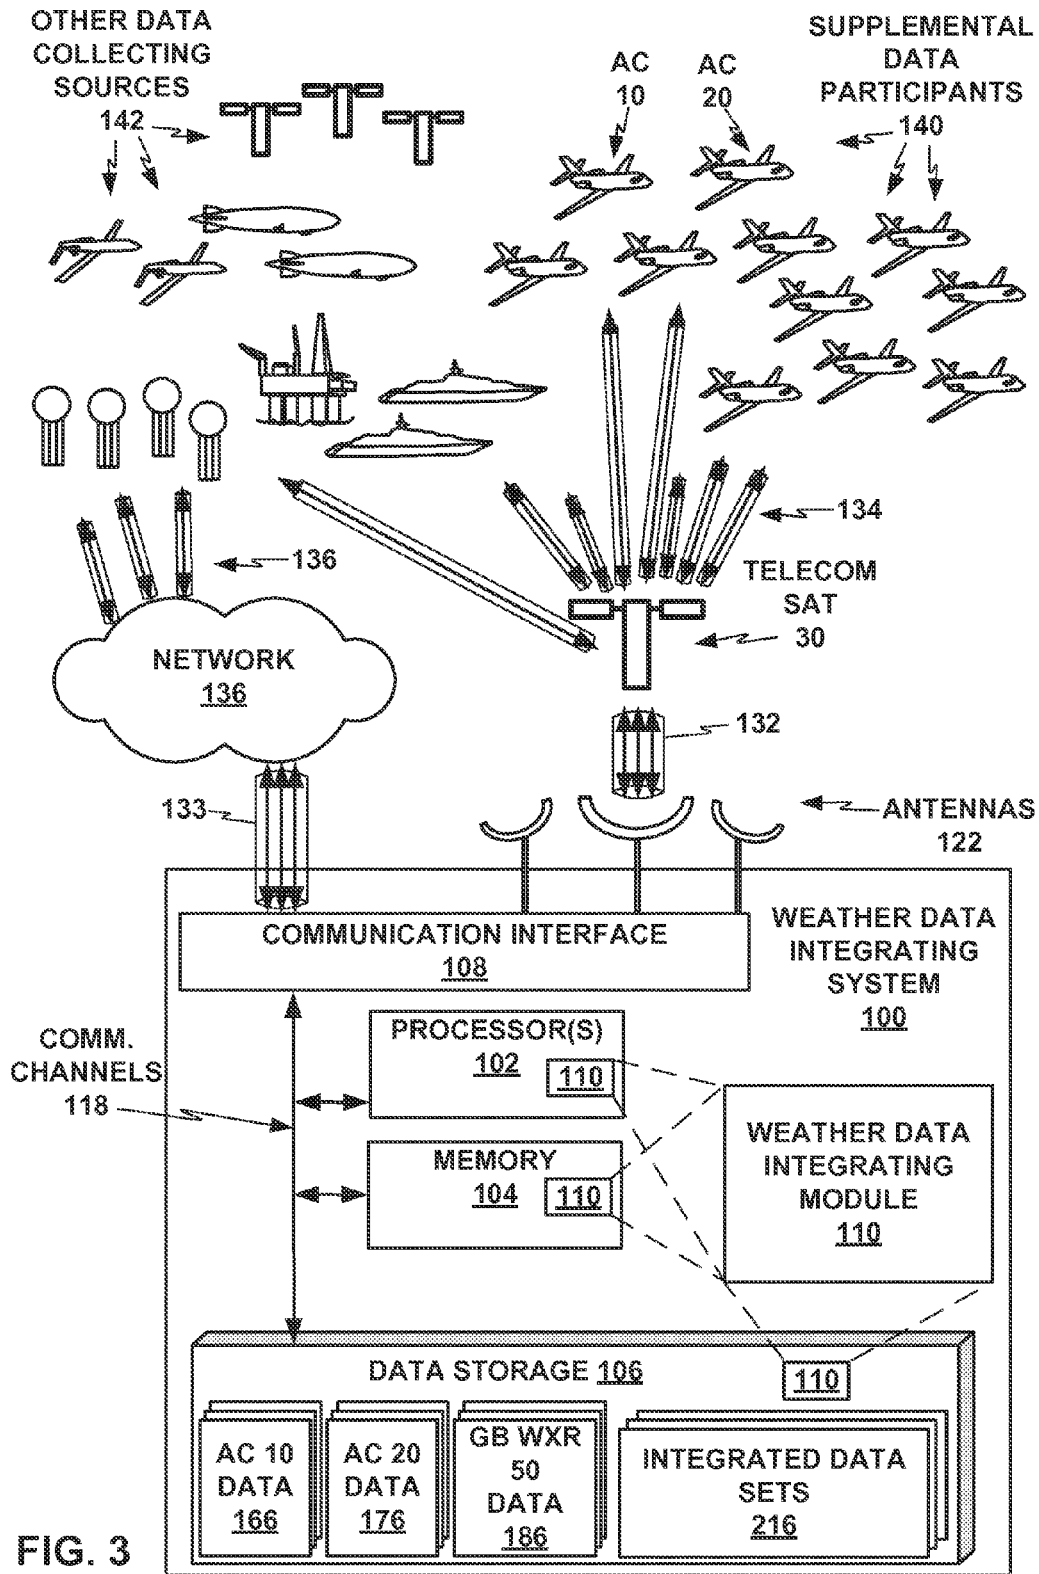 OTHER DATA
COLLECTING
SOURCES
142
AC
10
AC
20
SUPPLEMENTAL
DATA
PARTICIPANTS
140
134
136
TELECOM
SAT
30
NETWORK
136
132
133
ANTENNAS
122
COMMUNICATION INTERFACE
108
WEATHER DATA
INTEGRATING
SYSTEM
100
COMM.
CHANNELS
118
PROCESSOR(S)
102
110
MEMORY
104
110
WEATHER DATA
INTEGRATING
MODULE
110
DATA STORAGE 106
110
AC 10
DATA
166
AC 20
DATA
176
GB WXR
50
DATA
186
INTEGRATED DATA
SETS
216
FIG. 3